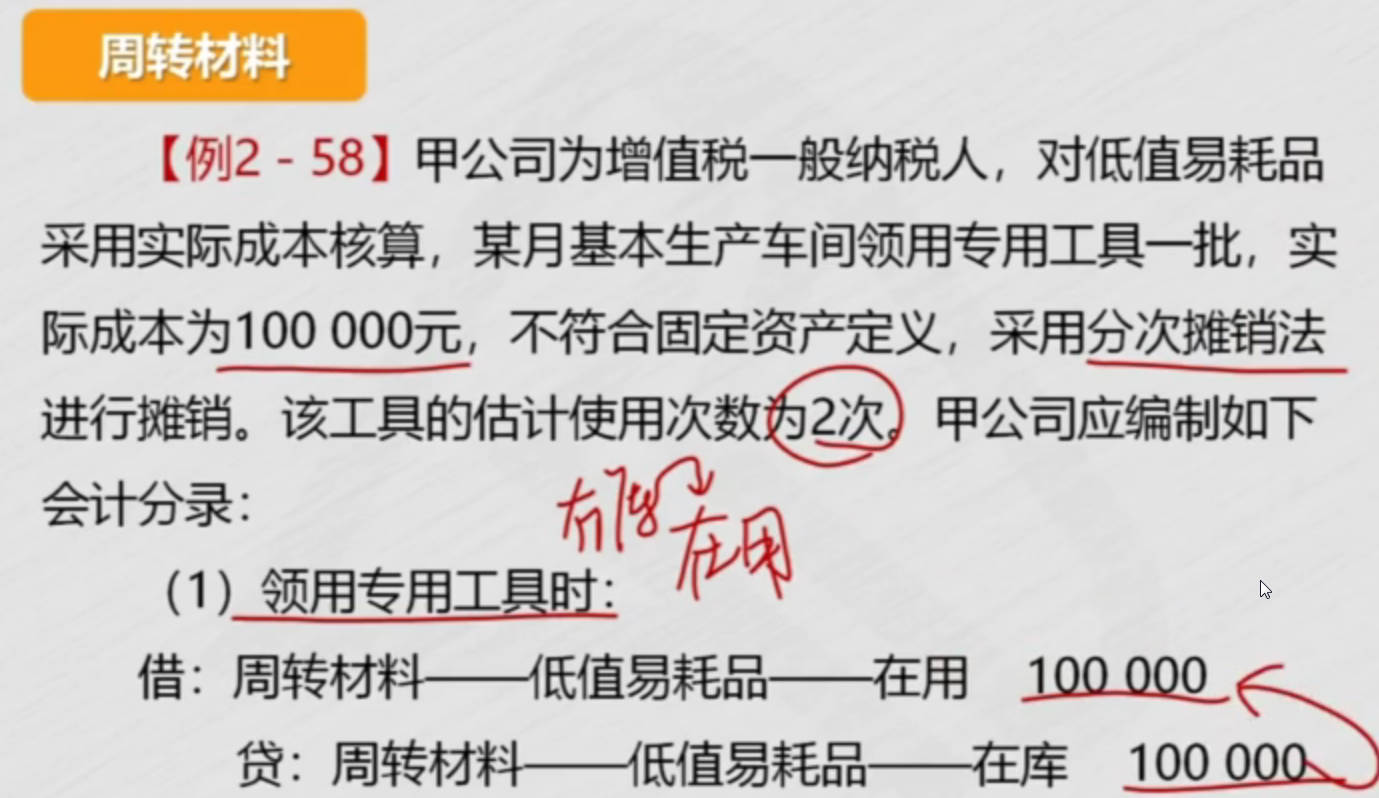 周转材料
【例2 - 58】甲公司为增值税一般纳税人，对低值易耗品
采用实际成本核算，某月基本生产车间领用专用工具一批，实
际成本为100 000元，不符合固定资产定义，采用分次摊销法
进行摊销。该工具的估计使用次数为2次。甲公司应编制如下
会计分录：
在用
（1）领用专用工具时：
借：周转材料——低值易耗品——在用 100 000
贷：周转材料——低值易耗品——在库 100 000